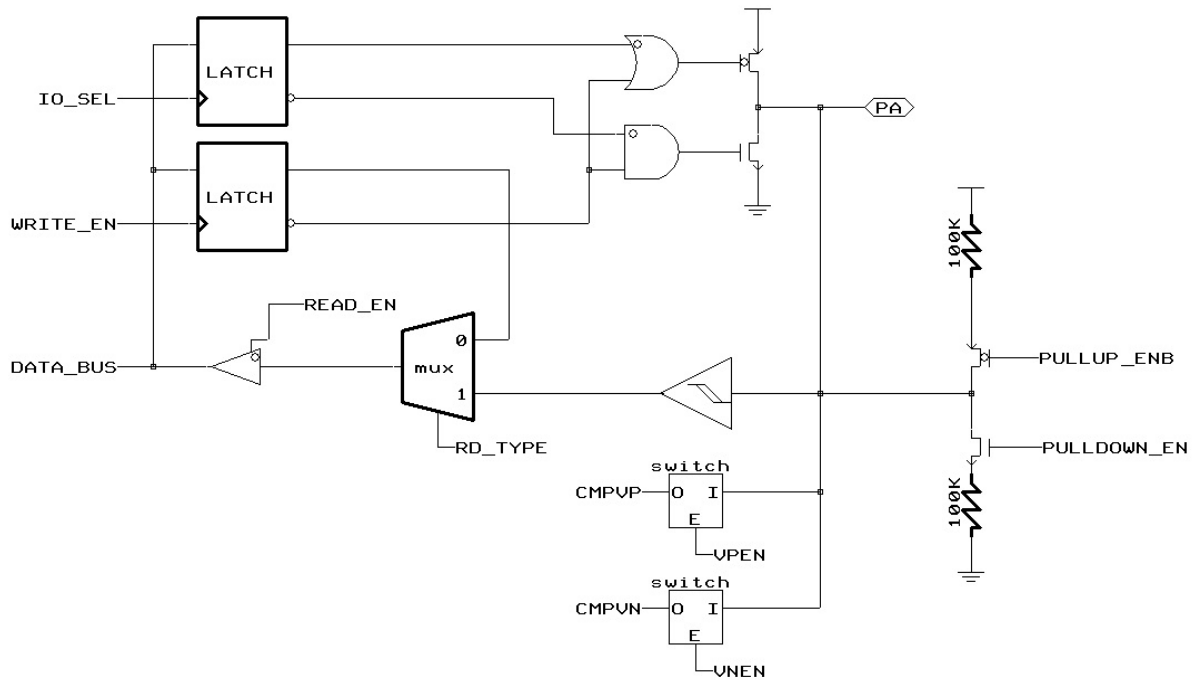 LATCH
IO_SEL
PA
LATCH
WRITE_EN
100K
READ_EN
0
PULLUP_ENB
DATA_BUS
mux
1
RD_TYPE
PULLDOWN_EN
switch
CMPVP
O I
E
100K
VPEN
switch
CMPVN
O I
E
VNEN